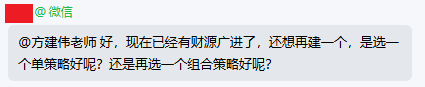 @微信
@方建伟老师 好，现在已经有财源广进了，还想再建一个，是选一
个单策略好呢？还是再选一个组合策略好呢？